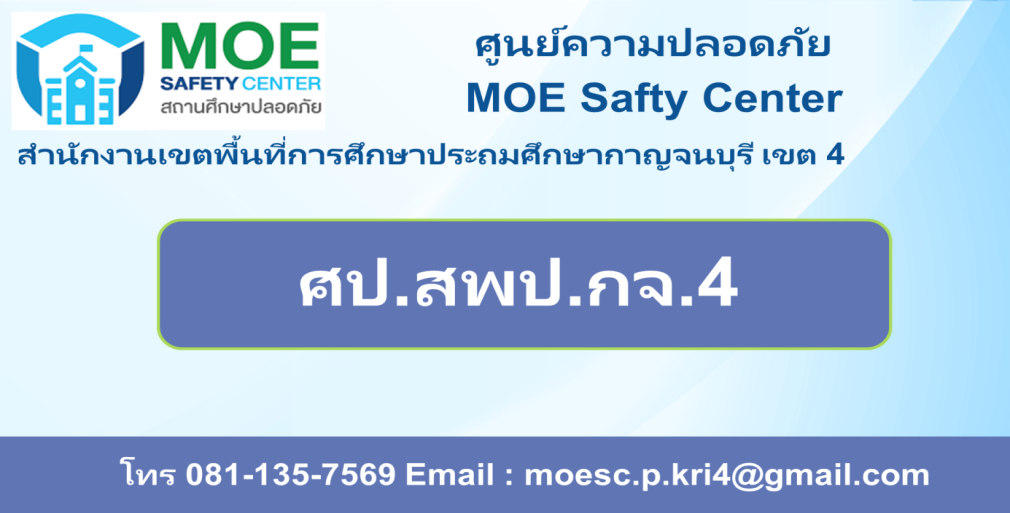 MOE
SAFETY CENTER
สถานศึกษาปลอดภัย
ศูนย์ความปลอดภัย
MOE Safty Center
สำนักงานเขตพื้นที่การศึกษาประถมศึกษากาญจนบุรี เขต 4
ศป.สพป.กจ.4
โทร 081-135-7569 Email : moesc.p.kri4@gmail.com